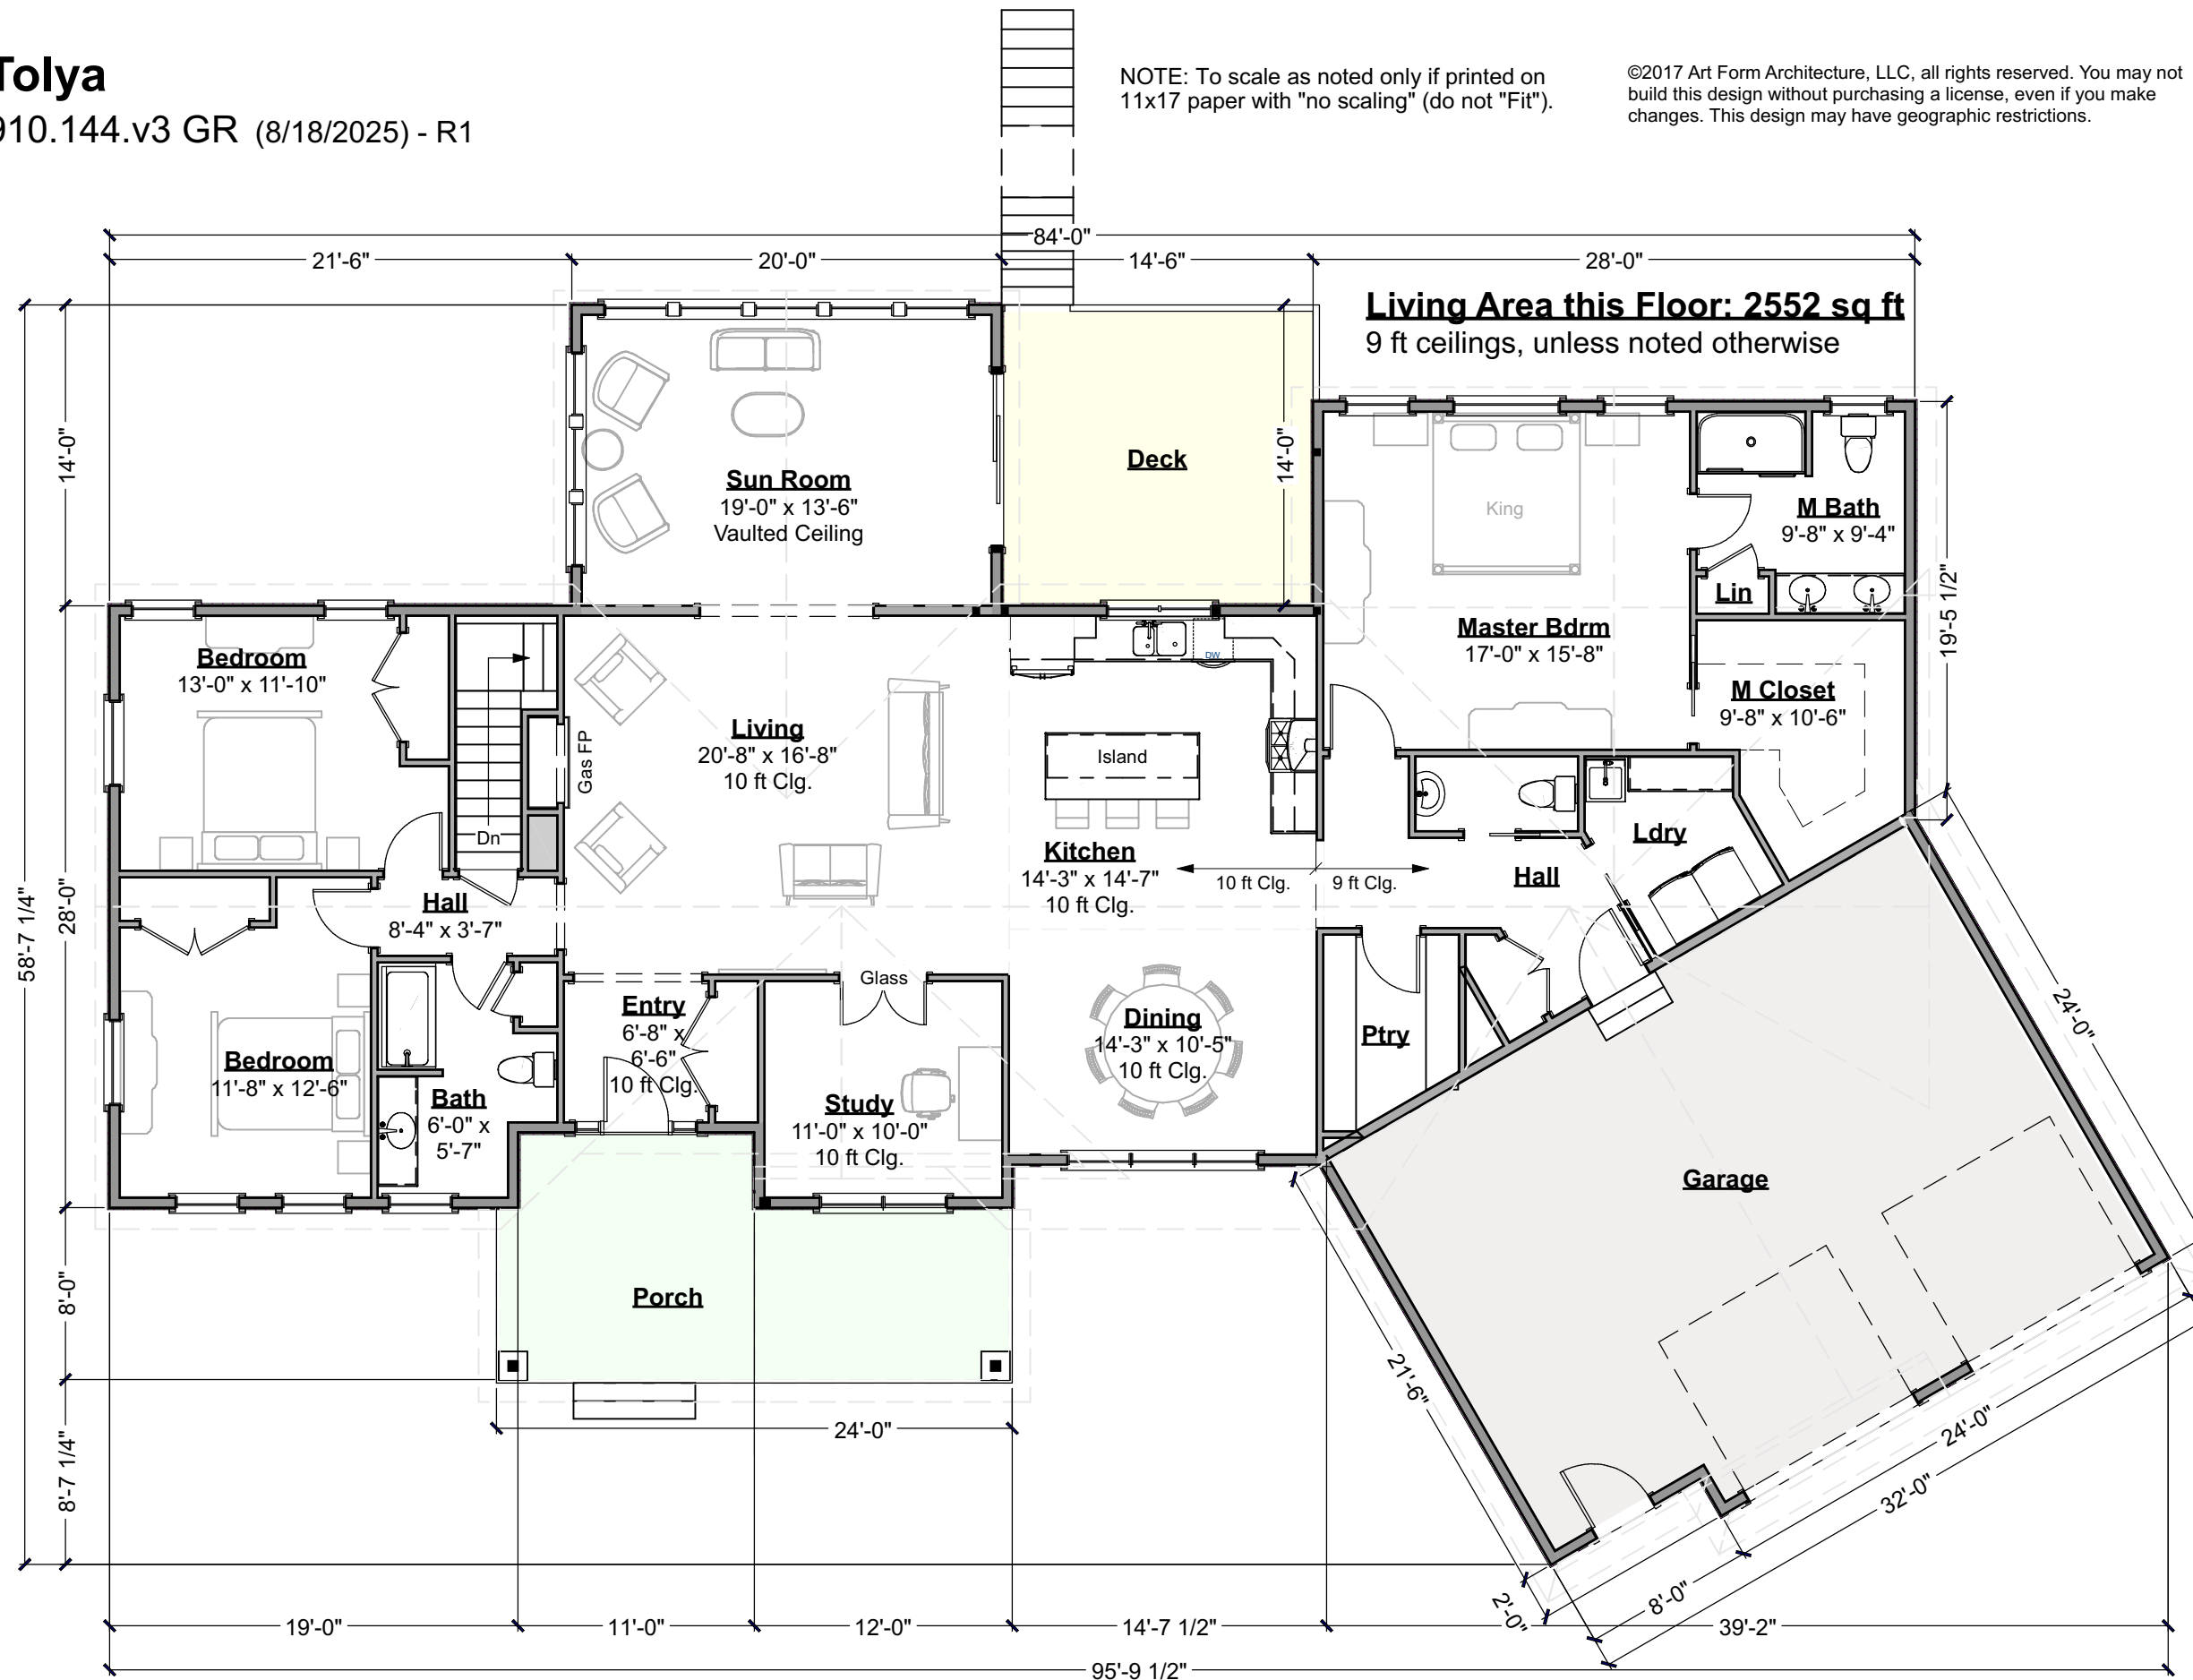 Tolya
910.144.v3 GR (8/18/2025) - R1
NOTE: To scale as noted only if printed on
11x17 paper with "no scaling" (do not "Fit").
©2017 Art Form Architecture, LLC, all rights reserved. You may not
build this design without purchasing a license, even if you make
changes. This design may have geographic restrictions.
84'-0"
21'-6"
20'-0"
14'-6"
28'-0"
Living Area this Floor: 2552 sq ft
9 ft ceilings, unless noted otherwise
58'-7 1/4"
14'-0"
28'-0"
8'-0"
8'-7 1/4"
Sun Room
19'-0" x 13'-6"
Vaulted Ceiling
Deck
14'-0"
King
M Bath
9'-8" x 9'-4"
Lin
19'-5 1/2"
Master Bdrm
17'-0" x 15'-8"
M Closet
9'-8" x 10'-6"
Bedroom
13'-0" x 11'-10"
Dn
Gas FP
Living
20'-8" x 16'-8"
10 ft Clg.
DW
Island
Kitchen
14'-3" x 14'-7"
10 ft Clg.
10 ft Clg.
9 ft Clg.
Hall
Ldry
Hall
8'-4" x 3'-7"
Glass
Entry
6'-8" x
6'-6"
10 ft Clg.
Dining
14'-3" x 10'-5"
10 ft Clg.
Ptry
Bedroom
11'-8" x 12'-6"
Bath
6'-0" x
5'-7"
Study
11'-0" x 10'-0"
10 ft Clg.
Garage
24'-0"
Porch
24'-0"
21'-6"
24'-0"
32'-0"
8'-0"
2'-0"
19'-0"
11'-0"
12'-0"
14'-7 1/2"
39'-2"
95'-9 1/2"